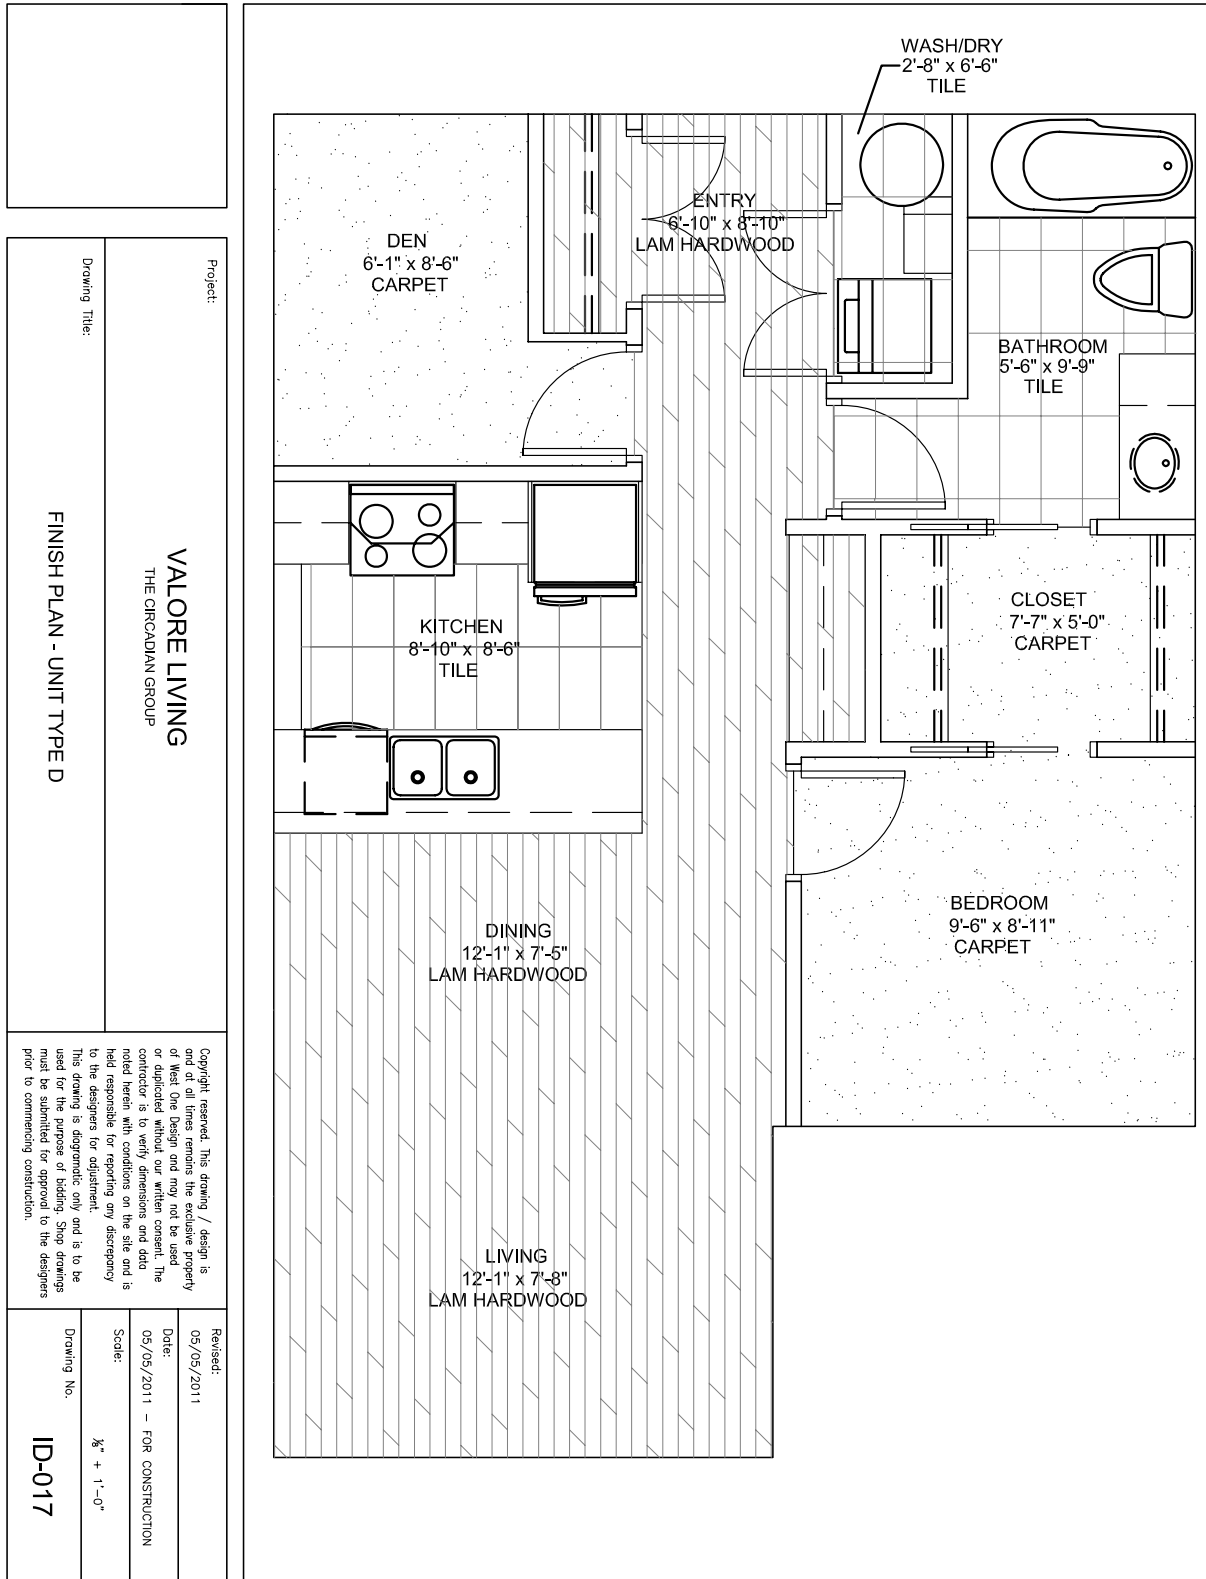 WASH/DRY
2'-8" x 6'-6"
TILE
ENTRY
6'-10" x 8'-10"
LAM HARDWOOD
DEN
6'-1" x 8'-6"
CARPET
BATHROOM
5'-6" x 9'-9"
TILE
CLOSET
7'-7" x 5'-0"
CARPET
KITCHEN
8'-10" x 8'-6"
TILE
BEDROOM
9'-6" x 8'-11"
CARPET
DINING
12'-1" x 7'-5"
LAM HARDWOOD
LIVING
12'-1" x 7'-8"
LAM HARDWOOD
Project:
VALORE LIVING
THE CIRCADIAN GROUP
Drawing Title:
FINISH PLAN - UNIT TYPE D
Copyright reserved. This drawing / design is
and at all times remains the exclusive property
of West One Design and may not be used
or duplicated without our written consent. The
contractor is to verify dimensions and data
noted herein with conditions on the site and is
held responsible for reporting any discrepancy
to the designers for adjustment.
This drawing is diagramatic only and is to be
used for the purpose of bidding. Shop drawings
must be submitted for approval to the designers
prior to commencing construction.
Revised:
05/05/2011
Date:
05/05/2011 - FOR CONSTRUCTION
Scale:
+ 1'-0"
Drawing No.
ID-017